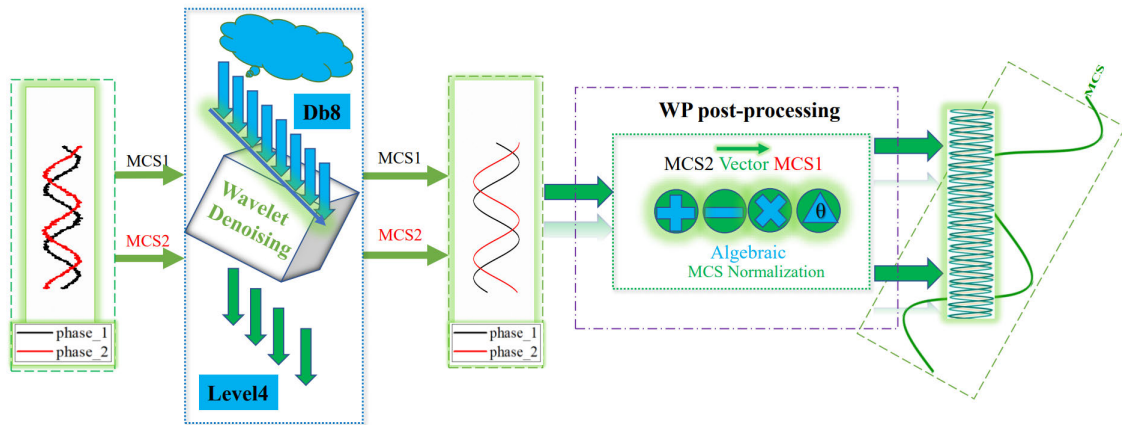 MCS1
MCS2
phase_1
phase_2
Db8
Wavelet
Denoising
Level4
MCS1
MCS2
phase_1
phase_2
WP post-processing
MCS2 Vector MCS1
θ
Algebraic
MCS Normalization
MCS